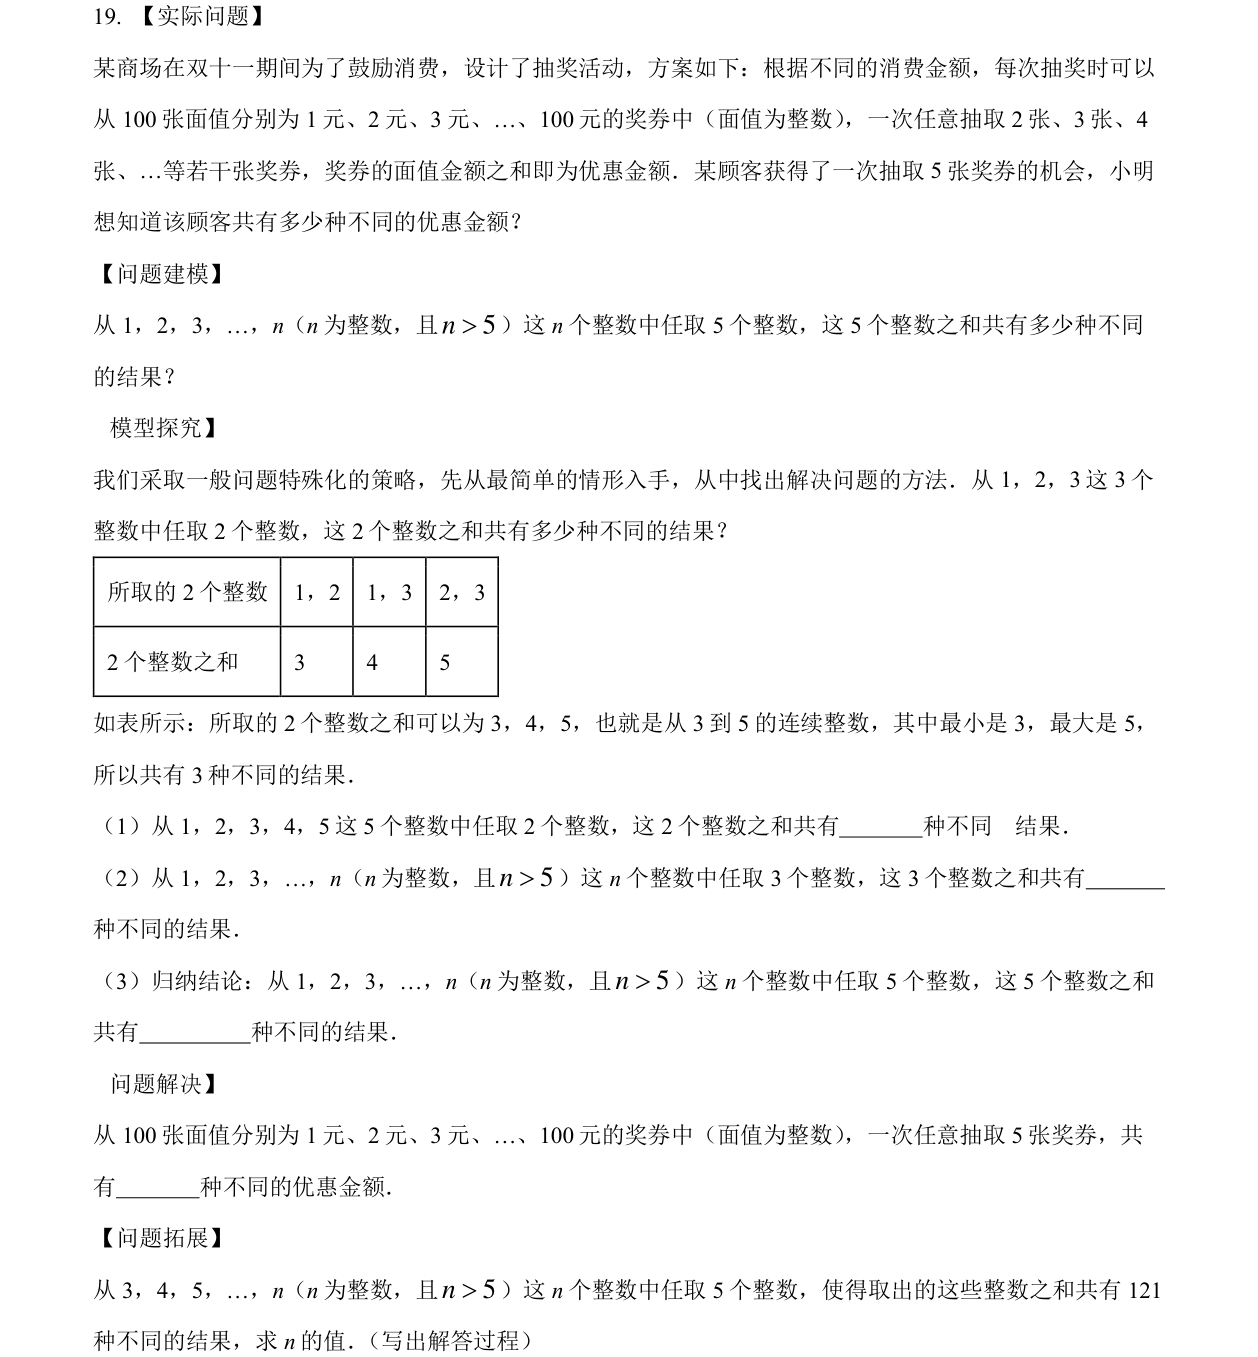 19. 【实际问题】
某商场在双十一期间为了鼓励消费，设计了抽奖活动，方案如下：根据不同的消费金额，每次抽奖时可以
从 100 张面值分别为 1 元、2 元、3 元、…、100 元的奖券中（面值为整数），一次任意抽取 2 张、3 张、4
张、…等若干张奖券，奖券的面值金额之和即为优惠金额．某顾客获得了一次抽取 5 张奖券的机会，小明
想知道该顾客共有多少种不同的优惠金额？
【问题建模】
从 1，2，3，…，n（n 为整数，且 n > 5）这 n 个整数中任取 5 个整数，这 5 个整数之和共有多少种不同
的结果？
模型探究】
我们采取一般问题特殊化的策略，先从最简单的情形入手，从中找出解决问题的方法．从 1，2，3 这 3 个
整数中任取 2 个整数，这 2 个整数之和共有多少种不同的结果？
所取的 2 个整数 1，2 1，3 2，3
2 个整数之和 3 4 5
如表所示：所取的 2 个整数之和可以为 3，4，5，也就是从 3 到 5 的连续整数，其中最小是 3，最大是 5，
所以共有 3 种不同的结果．
（1）从 1，2，3，4，5 这 5 个整数中任取 2 个整数，这 2 个整数之和共有_______种不同 结果．
（2）从 1，2，3，…，n（n 为整数，且 n > 5）这 n 个整数中任取 3 个整数，这 3 个整数之和共有_______
种不同的结果．
（3）归纳结论：从 1，2，3，…，n（n 为整数，且 n > 5）这 n 个整数中任取 5 个整数，这 5 个整数之和
共有_________种不同的结果．
问题解决】
从 100 张面值分别为 1 元、2 元、3 元、…、100 元的奖券中（面值为整数），一次任意抽取 5 张奖券，共
有_______种不同的优惠金额．
【问题拓展】
从 3，4，5，…，n（n 为整数，且 n > 5）这 n 个整数中任取 5 个整数，使得取出的这些整数之和共有 121
种不同的结果，求 n 的值．（写出解答过程）